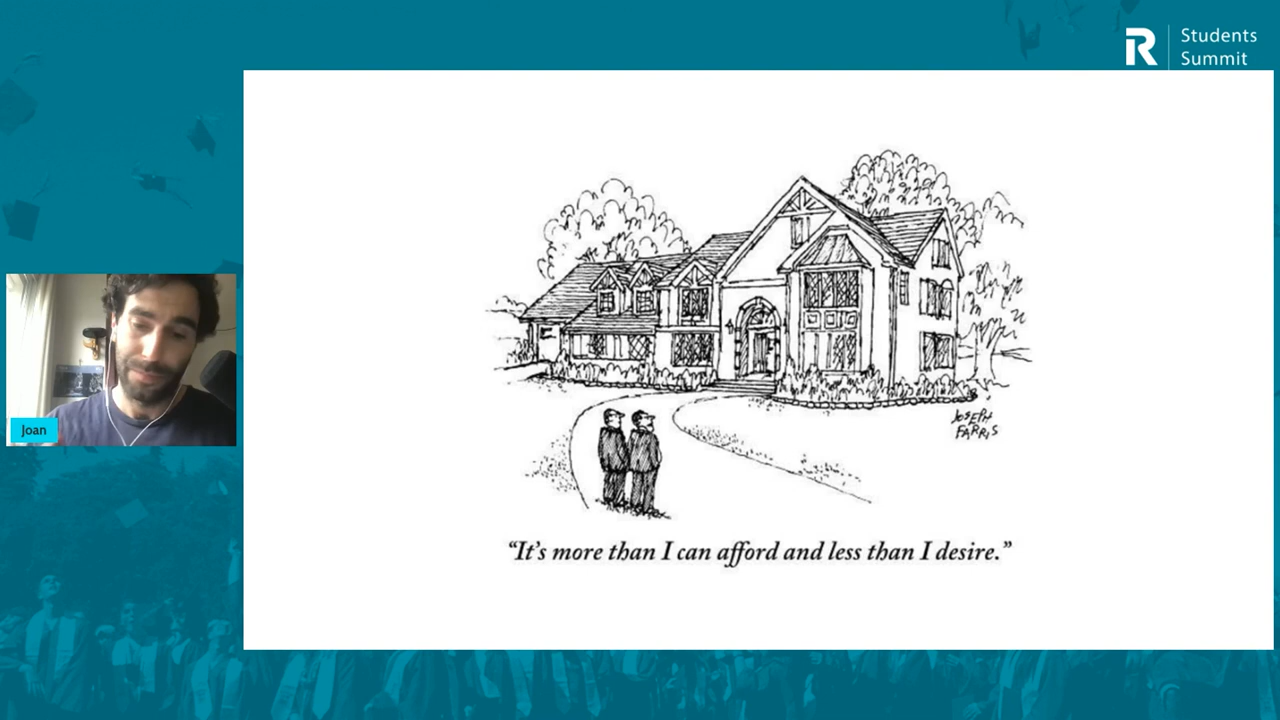 Students
Summit
Joan
JOSEPH
FARRIS
“It’s more than I can afford and less than I desire.”